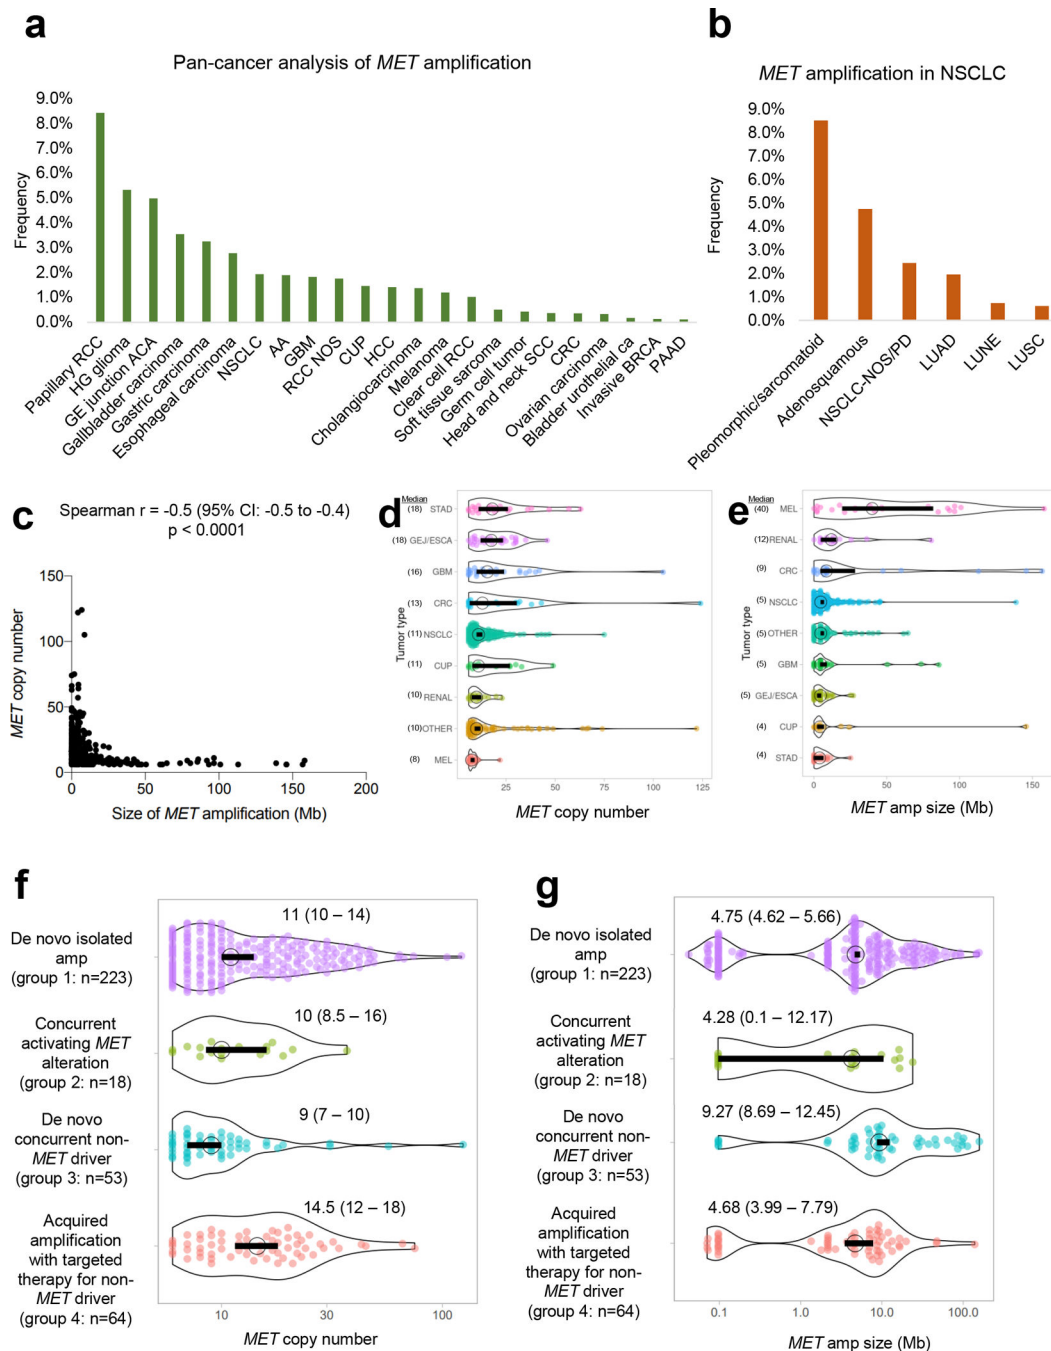 a
Pan-cancer analysis of MET amplification
Frequency
9.0%
8.0%
7.0%
6.0%
5.0%
4.0%
3.0%
2.0%
1.0%
0.0%
Papillary RCC
HG glioma
GE junction ACA
Gallbladder carcinoma
Gastric carcinoma
Esophageal carcinoma
NSCLC
AA
GBM
RCC NOS
CUP
HCC
Cholangiocarcinoma
Melanoma
Clear cell RCC
Soft tissue sarcoma
Germ cell tumor
Head and neck SCC
CRC
Ovarian carcinoma
Bladder urothelial ca
Invasive BRCA
PAAD
b
MET amplification in NSCLC
Frequency
9.0%
8.0%
7.0%
6.0%
5.0%
4.0%
3.0%
2.0%
1.0%
0.0%
Pleomorphic/sarcomatoid
Adenosquamous
NSCLC-NOS/PD
LUAD
LUNE
LUSC
c
Spearman r = -0.5 (95% CI: -0.5 to -0.4)
p < 0.0001
MET copy number
150
100
50
0
0 50 100 150 200
Size of MET amplification (Mb)
d
Median
Tumor type
(18) STAD
(18) GEJ/ESCA
(16) GBM
(13) CRC
(11) NSCLC
(11) CUP
(10) RENAL
(10) OTHER
(8) MEL
25 50 75 100 125
MET copy number
e
Median
Tumor type
(40) MEL
(12) RENAL
(9) CRC
(5) NSCLC
(5) OTHER
(5) GBM
(5) GEJ/ESCA
(4) CUP
(4) STAD
0 50 100 150
MET amp size (Mb)
f
De novo isolated
amp
(group 1: n=223)
11 (10 – 14)
Concurrent
activating MET
alteration
(group 2: n=18)
10 (8.5 – 16)
De novo
concurrent non-
MET driver
(group 3: n=53)
9 (7 – 10)
Acquired
amplification
with targeted
therapy for non-
MET driver
(group 4: n=64)
14.5 (12 – 18)
10 30 100
MET copy number
g
De novo isolated
amp
(group 1: n=223)
4.75 (4.62 – 5.66)
Concurrent
activating MET
alteration
(group 2: n=18)
4.28 (0.1 – 12.17)
De novo
concurrent non-
MET driver
(group 3: n=53)
9.27 (8.69 – 12.45)
Acquired
amplification
with targeted
therapy for non-
MET driver
(group 4: n=64)
4.68 (3.99 – 7.79)
0.1 1.0 10.0 100.0
MET amp size (Mb)